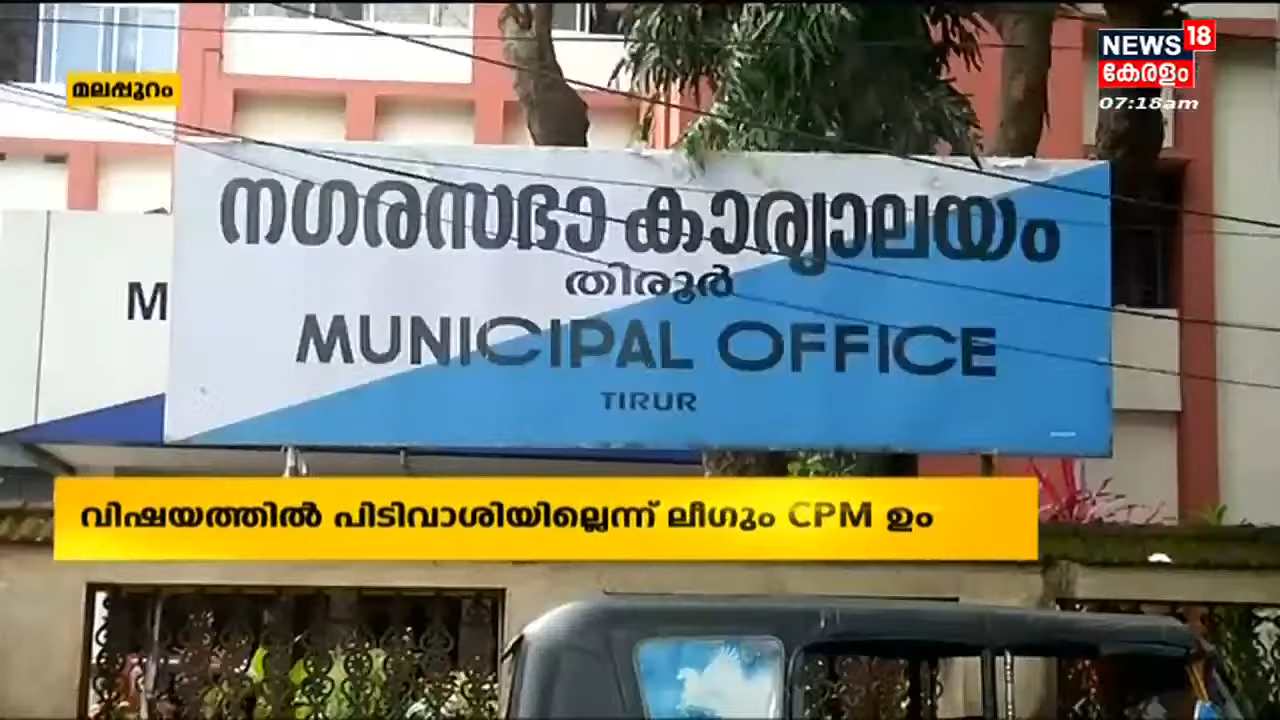 മലപ്പുറം
NEWS 18
കേരളം
07:18am
നഗരസഭാ കാര്യാലയം
തിരൂർ
M
MUNICIPAL OFFICE
TIRUR
വിഷയത്തിൽ പിടിവാശിയില്ലെന്ന് ലീഗും CPM ഉം